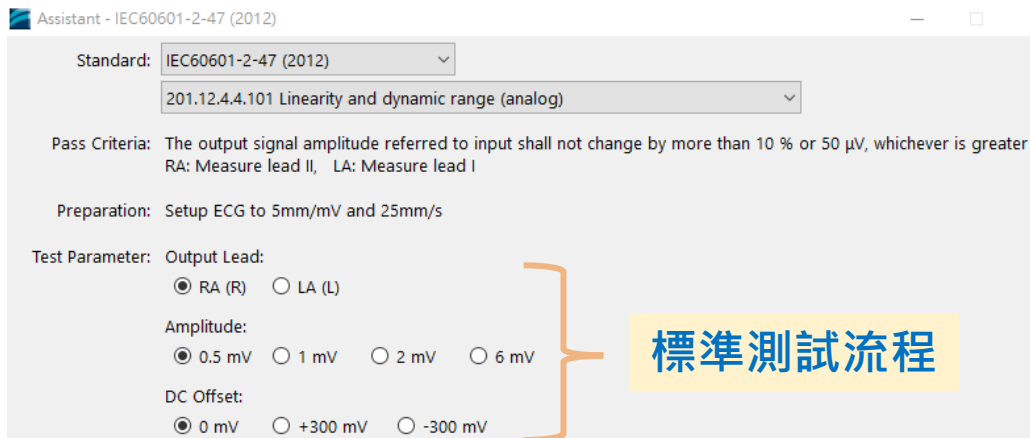 Assistant - IEC60601-2-47 (2012)
Standard: IEC60601-2-47 (2012)
201.12.4.4.101 Linearity and dynamic range (analog)
Pass Criteria: The output signal amplitude referred to input shall not change by more than 10 % or 50 µV, whichever is greater
RA: Measure lead II, LA: Measure lead I
Preparation: Setup ECG to 5mm/mV and 25mm/s
Test Parameter: Output Lead:
RA (R) LA (L)
Amplitude:
0.5 mV 1 mV 2 mV 6 mV
標準測試流程
DC Offset:
0 mV +300 mV -300 mV